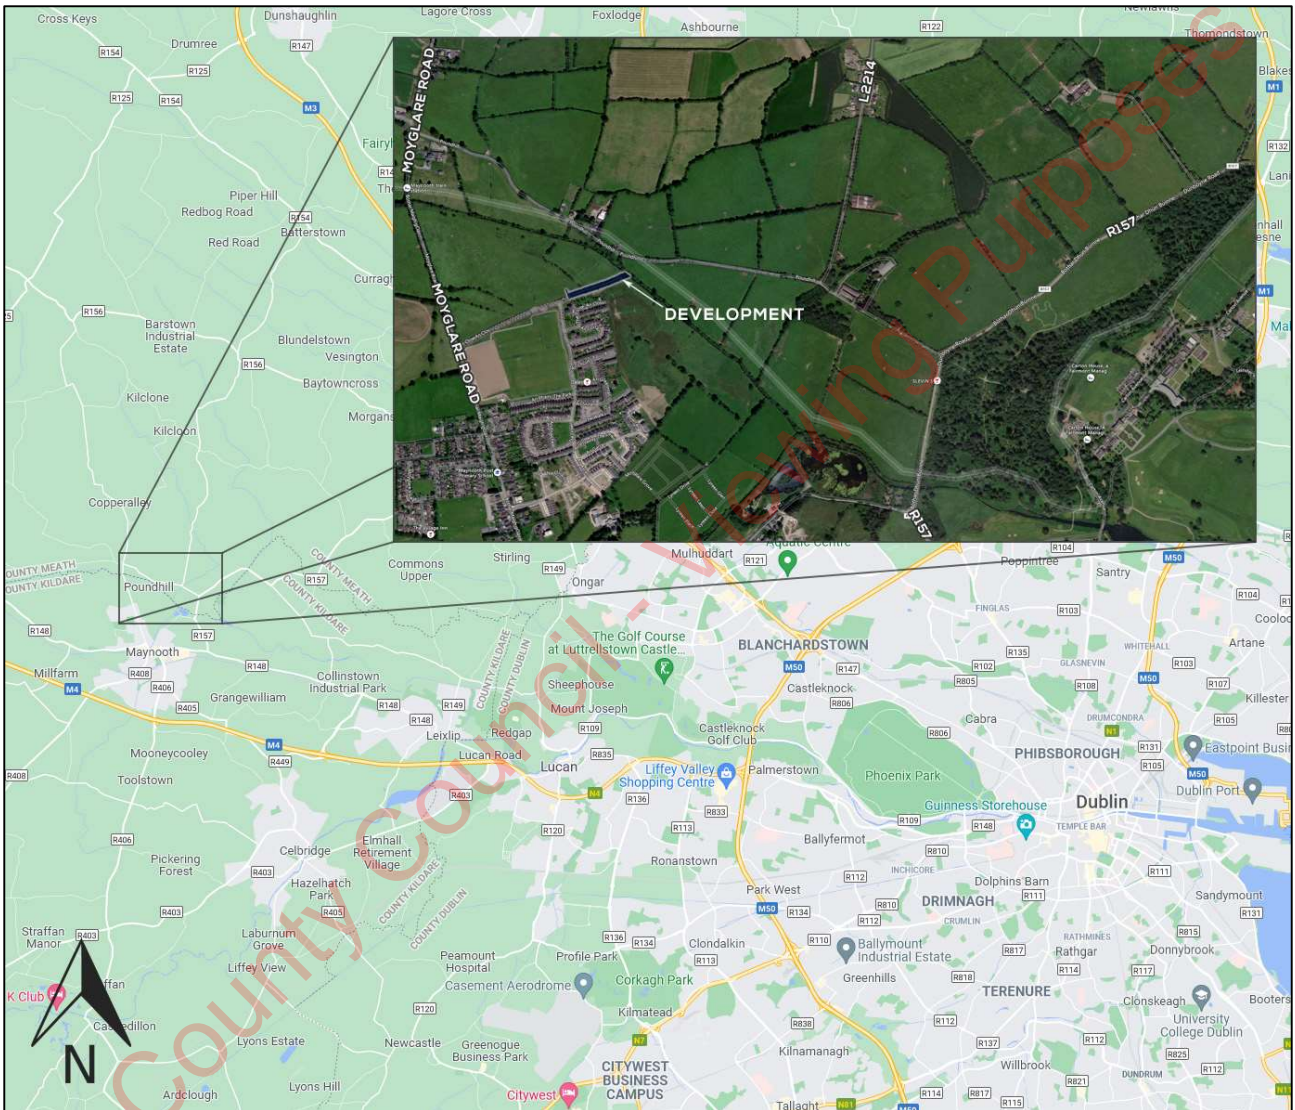 Cross Keys
Dunshaughlin
Lagore Cross
Foxlodge
Ashbourne
R122
Thomondstown
Drumree
R154
R147
R125
R125
R154
M3
M1
R132
Piper Hill
Redbog Road
R154
Batterstown
Red Road
R156
Barstown
Industrial
Estate
Blundelstown
Vesington
R156
Baytowncross
Kilclone
Kilcloon
Copperalley
M1
MOYGLARE ROAD
L2214
R157
MOYGLARE ROAD
DEVELOPMENT
R157
County Council - Viewing Purposes
COUNTY MEATH
COUNTY KILDARE
Poundhill
COUNTY MEATH
COUNTY KILDARE
R157
Commons
Upper
Stirling
R149
Ongar
Mulhuddart
R121
Aquatic Centre
Poppintree
R104
M50
Santry
R104
R148
R157
Maynooth
R408
R406
R148
Millfarm
M4
R405
Grangewilliam
Collinstown
Industrial Park
R148
R148
R149
Leixlip
COUNTY KILDARE
COUNTY DUBLIN
The Golf Course
at Luttrellstown Castle...
Sheephouse
Mount Joseph
Redgap
R109
BLANCHARDSTOWN
M50
R147
Castleknock
R806
FINGLAS
R103
R135
R102
R805
GLASNEVIN
R108
WHITEHALL
R103
M50
Artane
R107
Killester
R105
Cabra
R806
DRUMCONDRA
N1
R131
R105
Eastpoint Busin
M50
Dublin Port
PHIBSBOROUGH
Mooneycooley
M4
R449
Lucan Road
Lucan
R835
Castleknock
Golf Club
Liffey Valley
Shopping Centre
Palmerstown
Phoenix Park
Toolstown
R408
R403
N4
R136
R833
Guinness Storehouse
R109
R148
Dublin
TEMPLE BAR
R406
Pickering
Forest
Celbridge
Elmhall
Retirement
Village
R120
R113
Ballyfermot
R810
R403
Hazelhatch
Park
R405
COUNTY KILDARE
COUNTY DUBLIN
Ronanstown
Park West
M50
R134
R112
INCHICORE
R810
R112
Dolphins Barn
R111
R111
DRIMNAGH
CRUMLIN
Sandymount
R131
R403
Straffan
Manor
R403
Laburnum
Grove
Liffey View
Peamount
Hospital
Casement Aerodrome
Profile Park
R136
R134
Clondalkin
R113
Corkagh Park
R110
Ballymount
Industrial Estate
Greenhills
R817
RATHMINES
Rathgar
R114
R815
Donnybrook
R117
R818
TERENURE
Clonskeagh
University
College Dublin
K Club
N
Kilmatead
R120
Lyons Estate
Newcastle
Greenogue
Business Park
N7
R838
Kilnamanagh
R112
R137
R112
R825
Willbrook
R821
DUNDRUM
CITYWEST
BUSINESS
CAMPUS
Citywest
Ardclough
Lyons Hill
Tallaght
N81
R114
R817
R115
R112